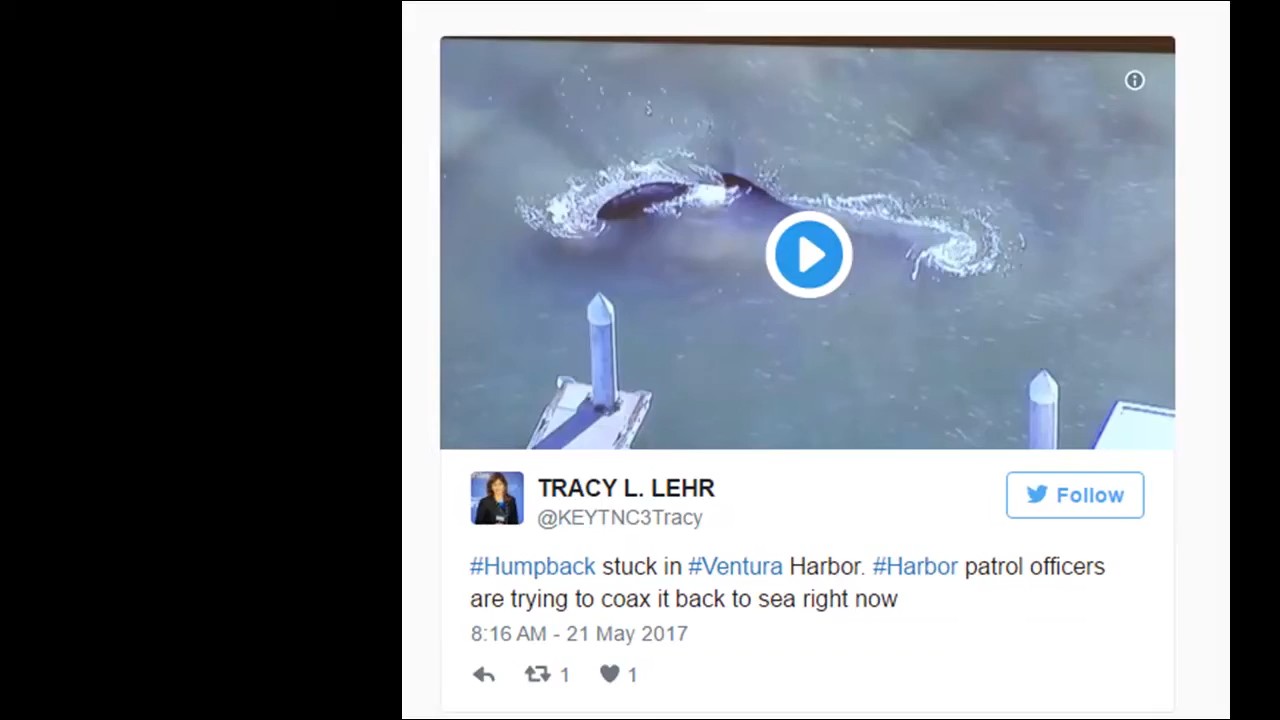 TRACY L. LEHR
@KEYTNC3Tracy
Follow
#Humpback stuck in #Ventura Harbor. #Harbor patrol officers
are trying to coax it back to sea right now
8:16 AM - 21 May 2017
1 1